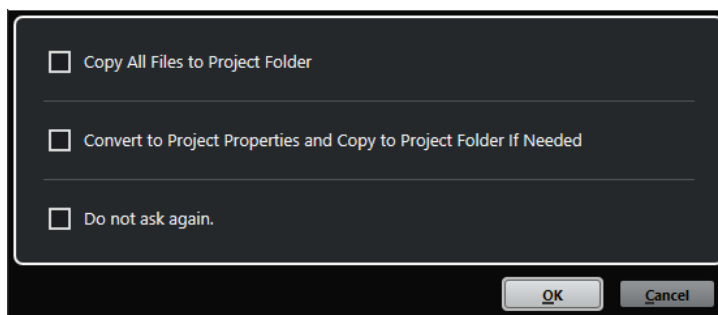 Copy All Files to Project Folder
Convert to Project Properties and Copy to Project Folder If Needed
Do not ask again.
OK Cancel